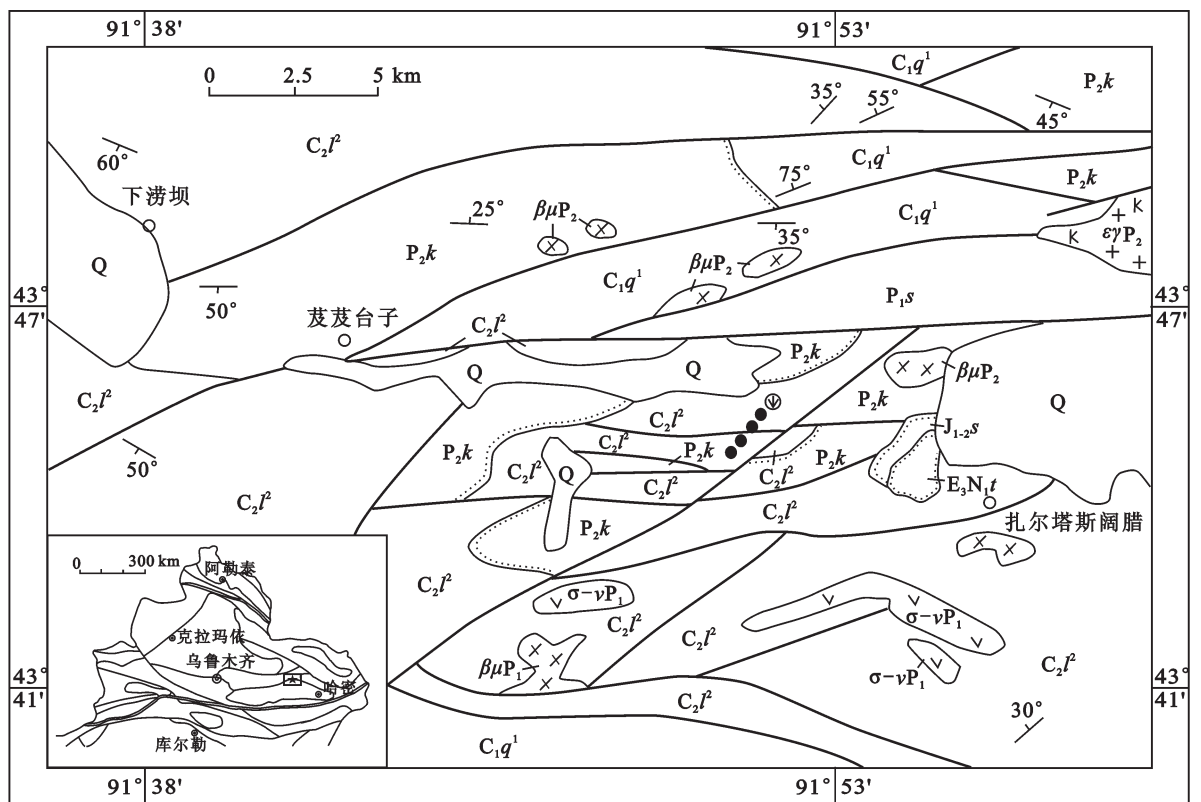 91° 38′
91° 53′
0 2.5 5 km
C₁q¹
P₂k
35°
55°
45°
60°
C₂l²
C₁q¹
75°
P₂k
下涝坝
25°
βμP₂
C₁q¹
K
εγP₂
K
Q
P₂k
35°
βμP₂
C₁q¹
50°
43°
47′
43°
47′
P₁s
芨芨台子
C₂l²
P₂k
Q
Q
βμP₂
C₂l²
P₂k
Q
C₂l²
J₁₋₂s
50°
P₂k
C₂l²
P₂k
P₂k
C₂l²
Q
C₂l²
C₂l²
E₃N₁t
C₂l²
C₂l²
扎尔塔斯阔腊
P₂k
0 300 km
阿勒泰
C₂l²
σ-νP₁
C₂l²
σ-νP₁
克拉玛依
C₂l²
乌鲁木齐
βμP₁
σ-νP₁
C₂l²
43°
41′
43°
41′
哈密
C₂l²
30°
库尔勒
C₁q¹
91° 38′
91° 53′